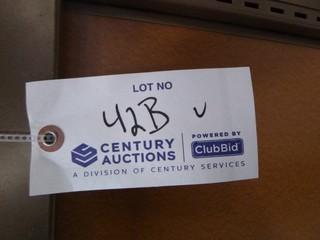 LOT NO
42B
CENTURY AUCTIONS
POWERED BY
ClubBid
A DIVISION OF CENTURY SERVICES